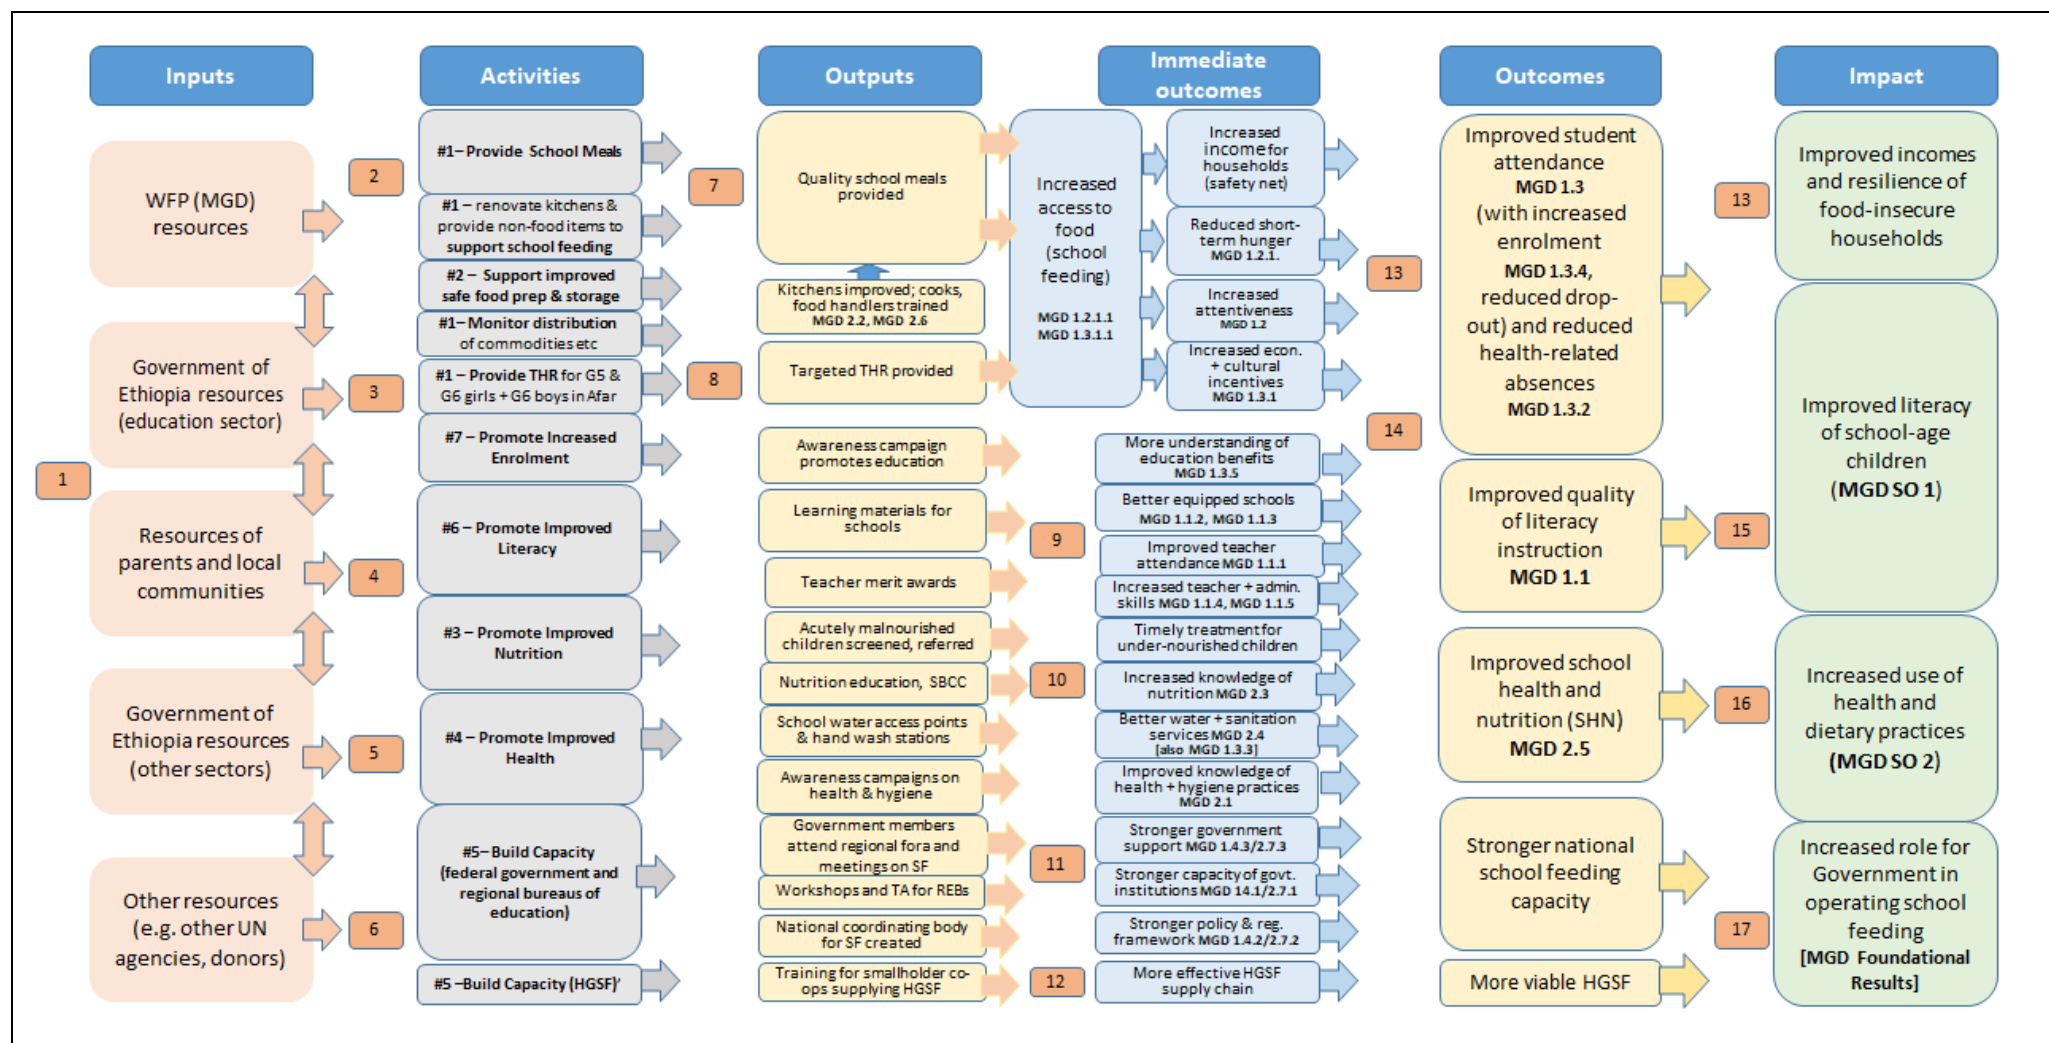 Inputs
Activities
Outputs
Immediate
outcomes
Outcomes
Impact
WFP (MGD)
resources
Government of
Ethiopia resources
(education sector)
Resources of
parents and local
communities
Government of
Ethiopia resources
(other sectors)
Other resources
(e.g. other UN
agencies, donors)
1
2
3
4
5
6
#1– Provide School Meals
#1 – renovate kitchens &
provide non-food items to
support school feeding
#2 – Support improved
safe food prep & storage
#1– Monitor distribution
of commodities etc
#1 – Provide THR for G5 &
G6 girls + G6 boys in Afar
#7 – Promote Increased
Enrolment
#6 – Promote Improved
Literacy
#3 – Promote Improved
Nutrition
#4 – Promote Improved
Health
#5– Build Capacity
(federal government and
regional bureaus of
education)
#5 –Build Capacity (HGSF)'
7
8
Quality school meals
provided
Kitchens improved; cooks,
food handlers trained
MGD 2.2, MGD 2.6
Targeted THR provided
Awareness campaign
promotes education
Learning materials for
schools
Teacher merit awards
Acutely malnourished
children screened, referred
Nutrition education, SBCC
School water access points
& hand wash stations
Awareness campaigns on
health & hygiene
Government members
attend regional fora and
meetings on SF
Workshops and TA for REBs
National coordinating body
for SF created
Training for smallholder co-
ops supplying HGSF
9
10
11
12
Increased
access to
food
(school
feeding)
MGD 1.2.1.1
MGD 1.3.1.1
Increased
income for
households
(safety net)
Reduced short-
term hunger
MGD 1.2.1.
Increased
attentiveness
MGD 1.2
Increased econ.
+ cultural
incentives
MGD 1.3.1
More understanding of
education benefits
MGD 1.3.5
Better equipped schools
MGD 1.1.2, MGD 1.1.3
Improved teacher
attendance MGD 1.1.1
Increased teacher + admin.
skills MGD 1.1.4, MGD 1.1.5
Timely treatment for
under-nourished children
Increased knowledge of
nutrition MGD 2.3
Better water + sanitation
services MGD 2.4
[also MGD 1.3.3]
Improved knowledge of
health + hygiene practices
MGD 2.1
Stronger government
support MGD 1.4.3/2.7.3
Stronger capacity of govt.
institutions MGD 14.1/2.7.1
Stronger policy & reg.
framework MGD 1.4.2/2.7.2
More effective HGSF
supply chain
13
14
Improved student
attendance
MGD 1.3
(with increased
enrolment
MGD 1.3.4,
reduced drop-
out) and reduced
health-related
absences
MGD 1.3.2
Improved quality
of literacy
instruction
MGD 1.1
Improved school
health and
nutrition (SHN)
MGD 2.5
Stronger national
school feeding
capacity
More viable HGSF
13
15
16
17
Improved incomes
and resilience of
food-insecure
households
Improved literacy
of school-age
children
(MGD SO 1)
Increased use of
health and
dietary practices
(MGD SO 2)
Increased role for
Government in
operating school
feeding
[MGD Foundational
Results]